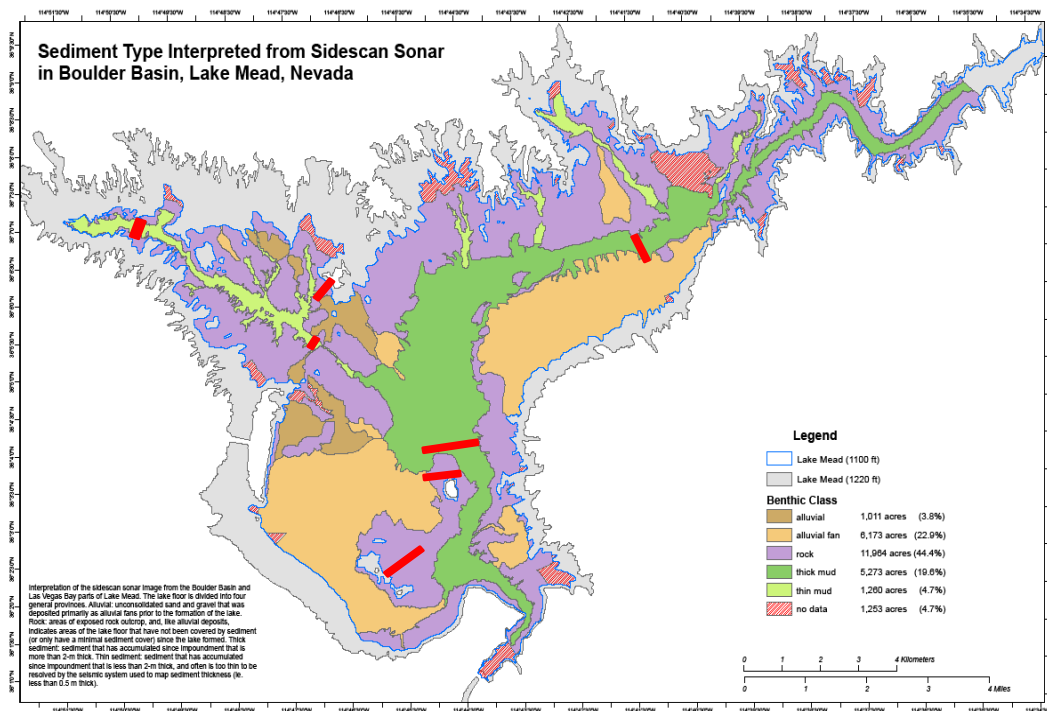 Sediment Type Interpreted from Sidescan Sonar
in Boulder Basin, Lake Mead, Nevada
Legend
Lake Mead (1100 ft)
Lake Mead (1220 ft)
Benthic Class
alluvial 1,011 acres (3.8%)
alluvial fan 6,173 acres (22.9%)
rock 11,964 acres (44.4%)
thick mud 5,273 acres (19.6%)
thin mud 1,260 acres (4.7%)
no data 1,253 acres (4.7%)
Interpretation of the sidescan sonar image from the Boulder Basin and
Las Vegas Bay parts of Lake Mead. The lake floor is divided into four
general provinces. Alluvial: unconsolidated sand and gravel that was
deposited primarily as alluvial fans prior to the formation of the lake.
Rock: areas of exposed rock outcrop, and, like alluvial deposits,
indicates areas of the lake floor that have not been covered by sediment
(or only have a minimal sediment cover) since the lake formed. Thick
sediment: sediment that has accumulated since impoundment that is
more than 2-m thick. Thin sediment: sediment that has accumulated
since impoundment that is less than 2-m thick, and often is too thin to be
resolved by the seismic system used to map sediment thickness (ie.
less than 0.5 m thick).
0 1 2 3 4 Kilometers
0 1 2 3 4 Miles